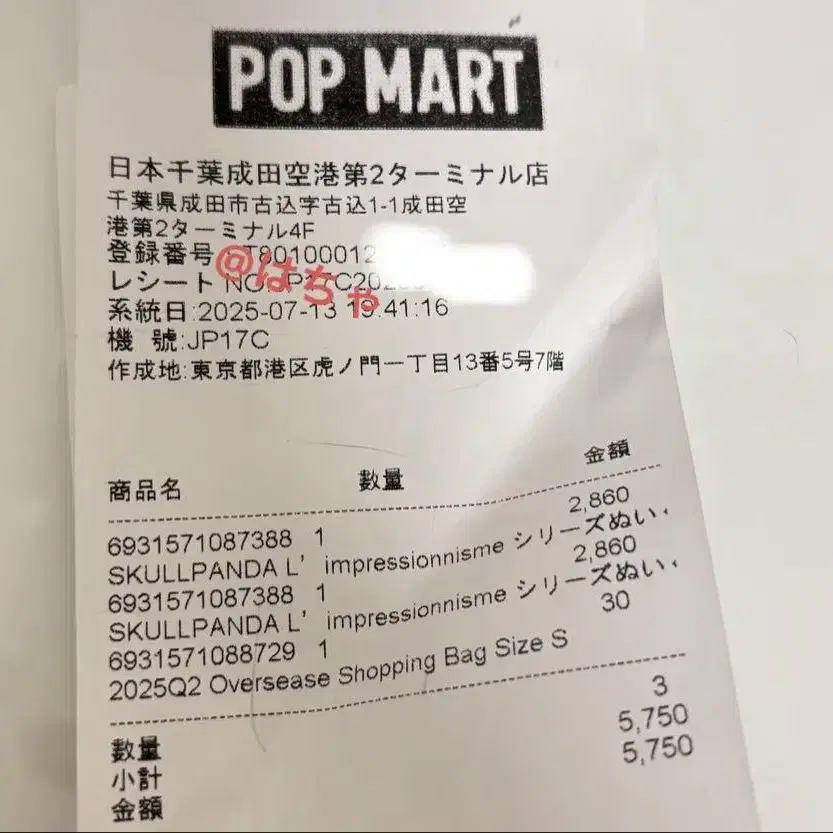 POP MART
日本千葉成田空港第2ターミナル店
千葉県成田市古込字古込1-1成田空
港第2ターミナル4F
登録番号 T80100012
@はちゃ
レシート NO.
系統日:2025-07-13 19:41:16
機 號:JP17C
作成地:東京都港区虎ノ門一丁目13番5号7階
商品名 數量 金額
6931571087388 1 2,860
SKULLPANDA L’impressionnisme シリーズぬい、
6931571087388 1 2,860
SKULLPANDA L’impressionnisme シリーズぬい、
6931571088729 1 30
2025Q2 Oversease Shopping Bag Size S
數量 3
小計 5,750
金額 5,750